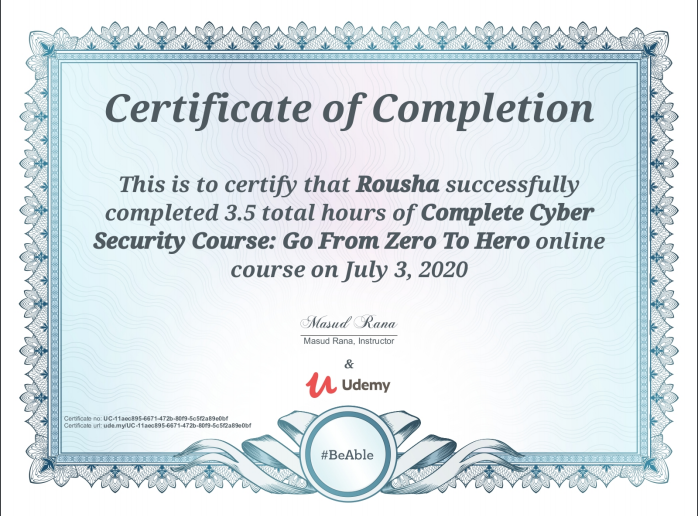 Certificate of Completion
This is to certify that Rousha successfully
completed 3.5 total hours of Complete Cyber
Security Course: Go From Zero To Hero online
course on July 3, 2020
Masud Rana
Masud Rana, Instructor
&
Udemy
Certificate no: UC-11aec895-6671-472b-80f9-5c5f2a89e0bf
Certificate url: ude.my/UC-11aec895-6671-472b-80f9-5c5f2a89e0bf
#BeAble